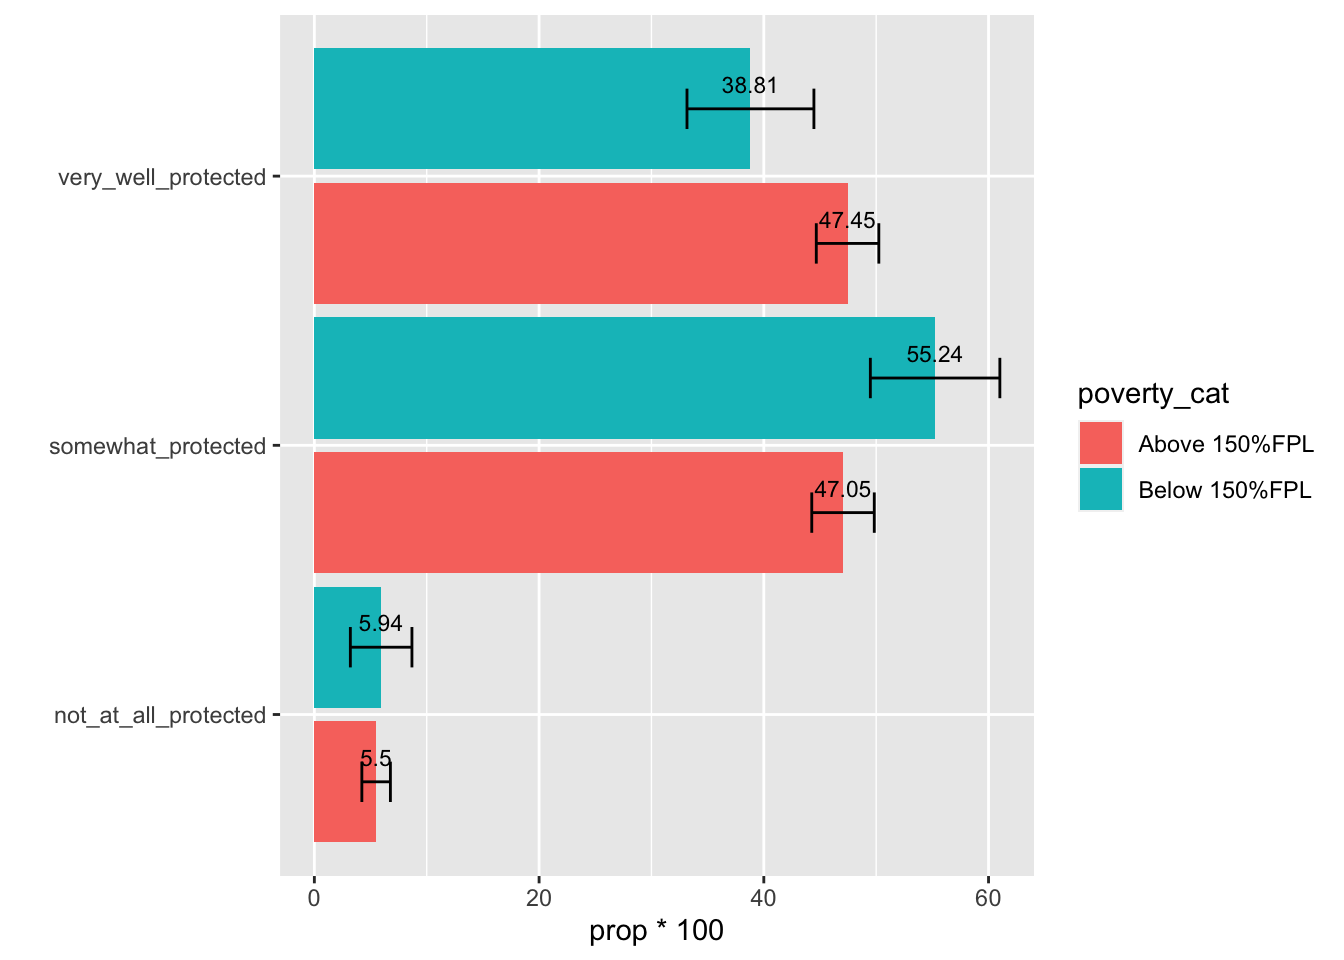 38.81
very_well_protected
47.45
55.24
somewhat_protected
47.05
5.94
not_at_all_protected
5.5
0 20 40 60
prop * 100
poverty_cat
Above 150%FPL
Below 150%FPL